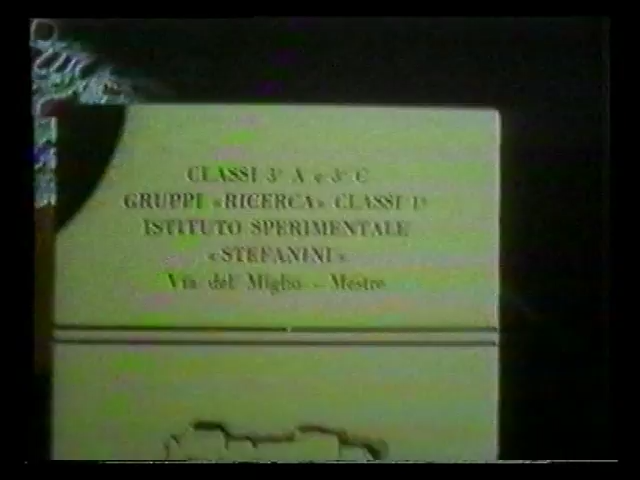 CLASSI 3ª A e 3ª C
GRUPPI «RICERCA» CLASSI 1ª
ISTITUTO SPERIMENTALE
«STEFANINI»
Via del Miglio - Mestre